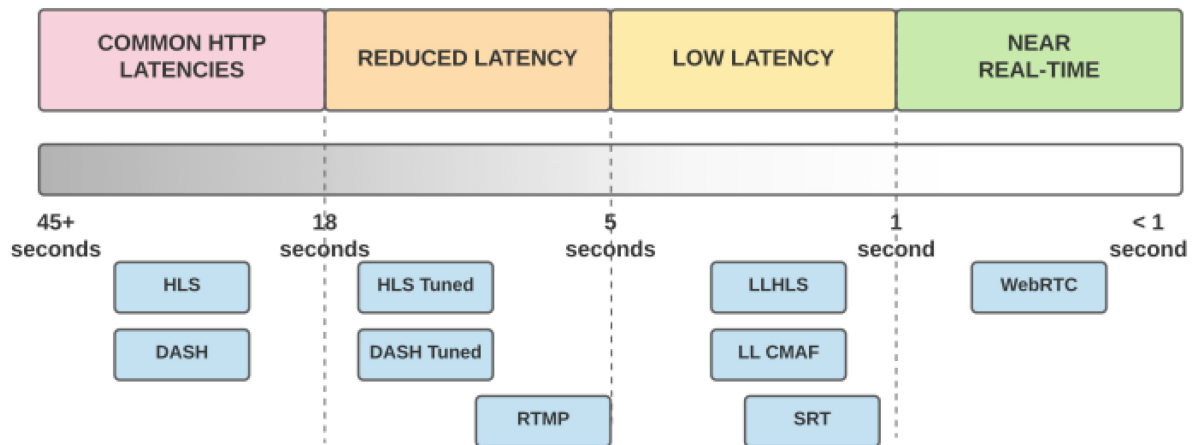 COMMON HTTP
LATENCIES
REDUCED LATENCY
LOW LATENCY
NEAR
REAL-TIME
45+
seconds
18
seconds
5
seconds
1
second
< 1
second
HLS
HLS Tuned
LLHLS
WebRTC
DASH
DASH Tuned
LL CMAF
RTMP
SRT